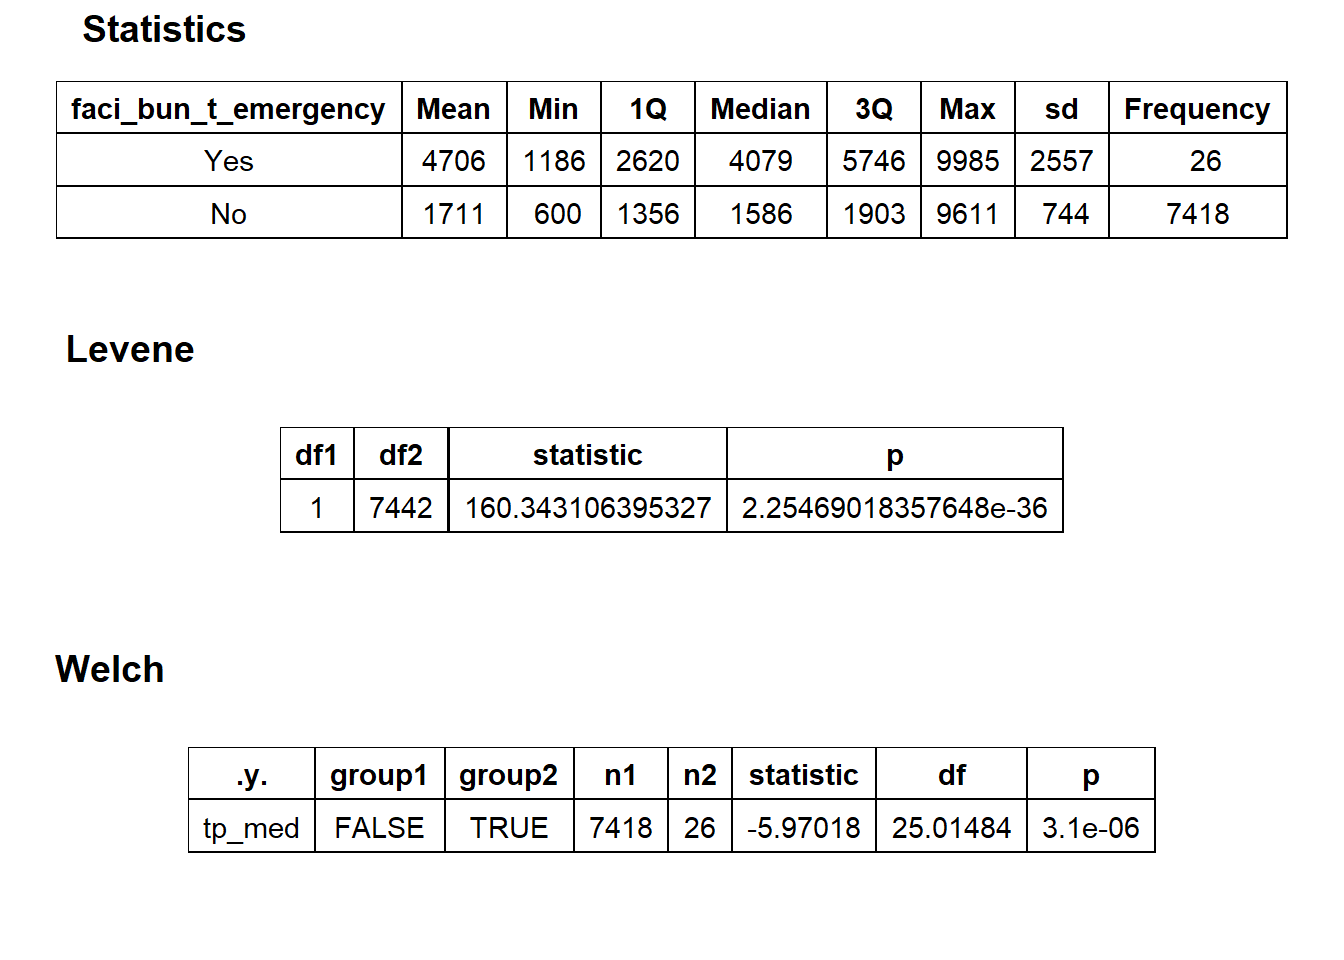 Statistics
faci_bun_t_emergency Mean Min 1Q Median 3Q Max sd Frequency
Yes 4706 1186 2620 4079 5746 9985 2557 26
No 1711 600 1356 1586 1903 9611 744 7418
Levene
df1 df2 statistic p
1 7442 160.343106395327 2.25469018357648e-36
Welch
.y. group1 group2 n1 n2 statistic df p
tp_med FALSE TRUE 7418 26 -5.97018 25.01484 3.1e-06